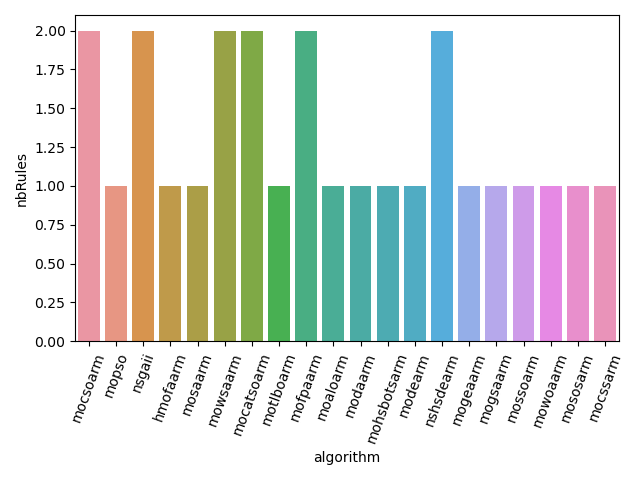 2.00
1.75
1.50
1.25
1.00
0.75
0.50
0.25
0.00
nbRules
mocsoarm
mopso
nsgaii
hmofaarm
mosaarm
mowsaarm
mocatsoarm
motlboarm
mofpaarm
moaloarm
modaarm
mohsbotsarm
modearm
nshsdearm
mogeaarm
mogsaarm
mossoarm
mowoaarm
mososarm
mocssarm
algorithm